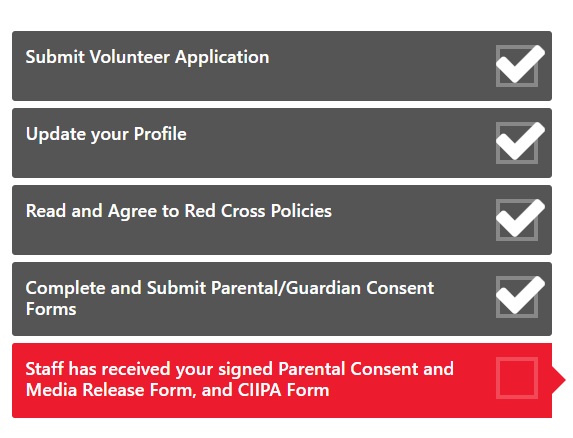 Submit Volunteer Application
Update your Profile
Read and Agree to Red Cross Policies
Complete and Submit Parental/Guardian Consent
Forms
Staff has received your signed Parental Consent and
Media Release Form, and CIIPA Form